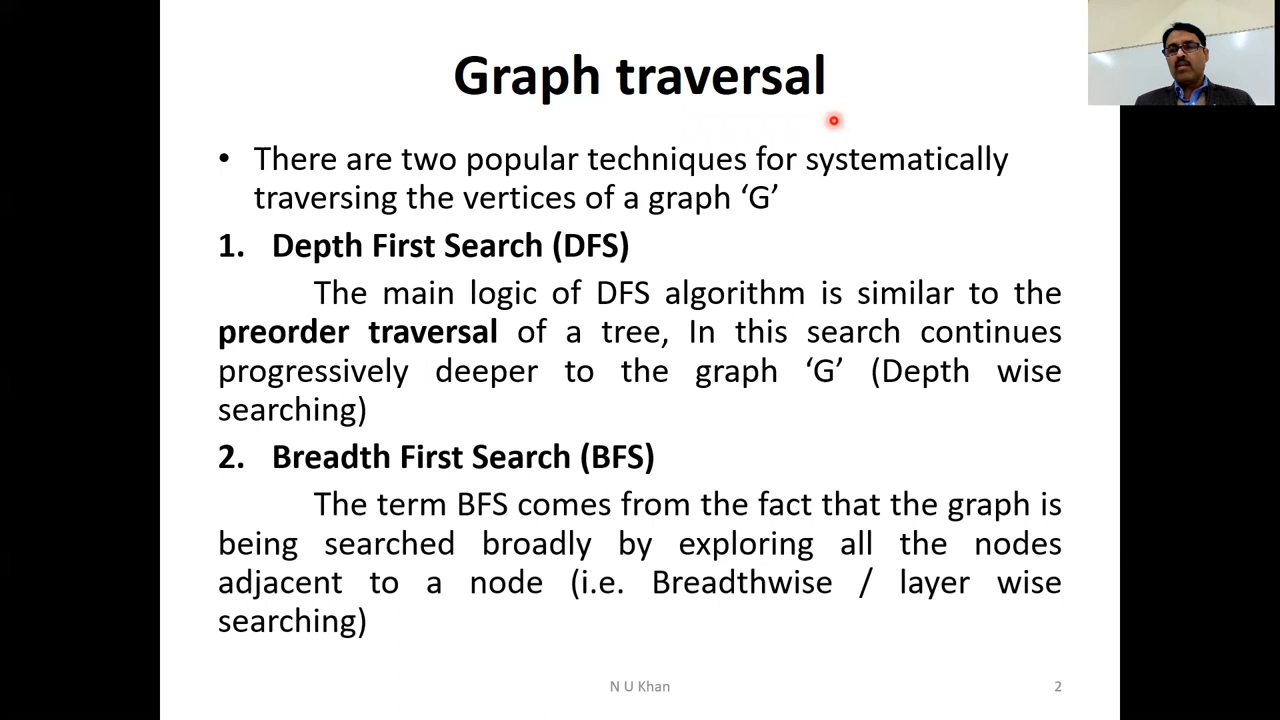 Graph traversal
• There are two popular techniques for systematically
traversing the vertices of a graph ‘G’
1. Depth First Search (DFS)
The main logic of DFS algorithm is similar to the
preorder traversal of a tree, In this search continues
progressively deeper to the graph ‘G’ (Depth wise
searching)
2. Breadth First Search (BFS)
The term BFS comes from the fact that the graph is
being searched broadly by exploring all the nodes
adjacent to a node (i.e. Breadthwise / layer wise
searching)
N U Khan
2